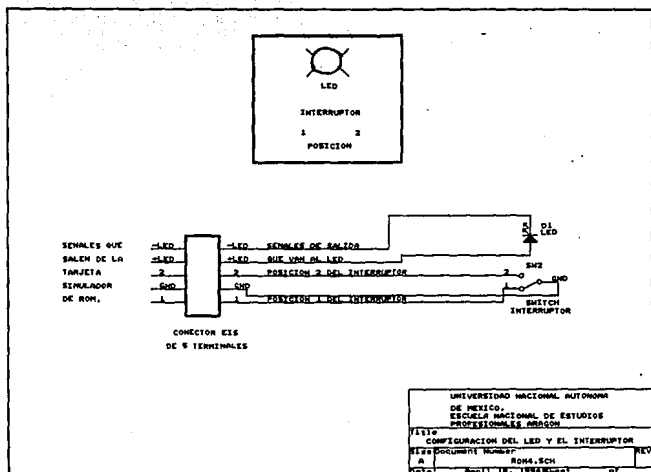 LED
INTERRUPTOR
1 2
POSICION
SENALES QUE
SALEN DE LA
TARJETA
SIMULADOR
DE ROM.
-LED
+LED
2
GND
1
-LED SENALES DE SALIDA
+LED QUE VAN AL LED
2 POSICION 2 DEL INTERRUPTOR
GND
1 POSICION 1 DEL INTERRUPTOR
CONECTOR EIS
DE 5 TERMINALES
D1
LED
SW2
2
GND
1
SWITCH
INTERRUPTOR
UNIVERSIDAD NACIONAL AUTONOMA
DE MEXICO.
ESCUELA NACIONAL DE ESTUDIOS
PROFESIONALES ARAGON
Title
CONFIGURACION DEL LED Y EL INTERRUPTOR
Size Document Number REV
A ROM4.SCH
Date: April Sheet of